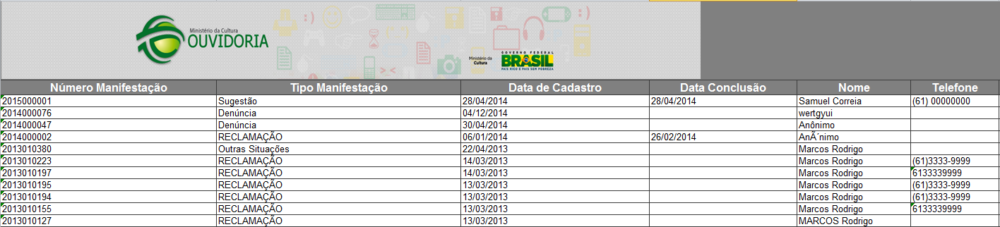 Ministério da Cultura
OUVIDORIA
Ministério da
Cultura
GOVERNO FEDERAL
BRASIL
PAÍS RICO É PAÍS SEM POBREZA
Número Manifestação Tipo Manifestação Data de Cadastro Data Conclusão Nome Telefone
2015000001 Sugestão 28/04/2014 28/04/2014 Samuel Correia (61) 00000000
2014000076 Denúncia 04/12/2014 wertgyui
2014000047 Denúncia 30/04/2014 Anônimo
2014000002 RECLAMAÇÃO 06/01/2014 26/02/2014 AnÃ´nimo
2013010380 Outras Situações 22/04/2013 Marcos Rodrigo
2013010223 RECLAMAÇÃO 14/03/2013 Marcos Rodrigo (61)3333-9999
2013010197 RECLAMAÇÃO 14/03/2013 Marcos Rodrigo 6133339999
2013010195 RECLAMAÇÃO 13/03/2013 Marcos Rodrigo (61)3333-9999
2013010194 RECLAMAÇÃO 13/03/2013 Marcos Rodrigo (61)3333-9999
2013010155 RECLAMAÇÃO 13/03/2013 Marcos Rodrigo 6133339999
2013010127 RECLAMAÇÃO 13/03/2013 MARCOS Rodrigo